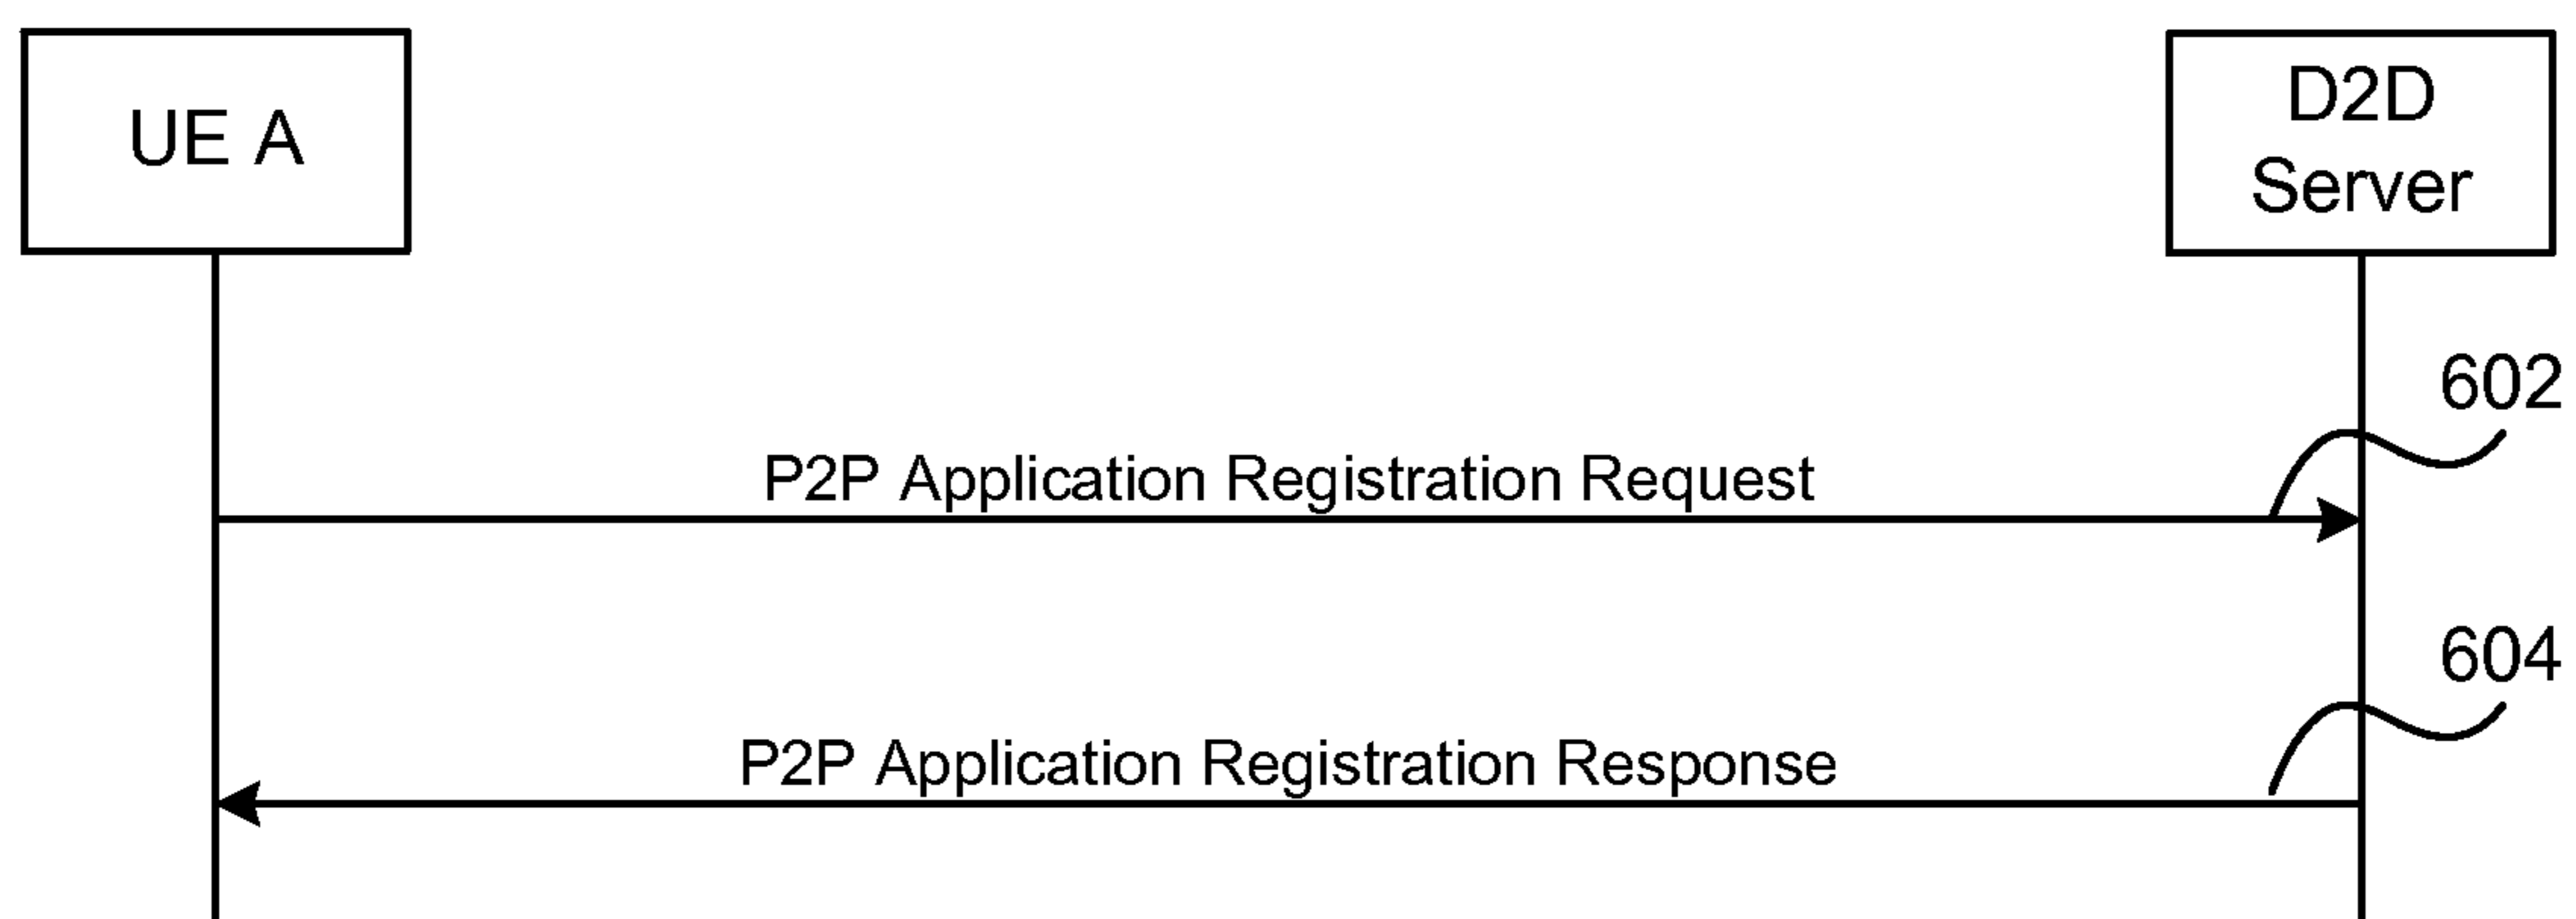 UE A
D2D
Server
602
P2P Application Registration Request
604
P2P Application Registration Response